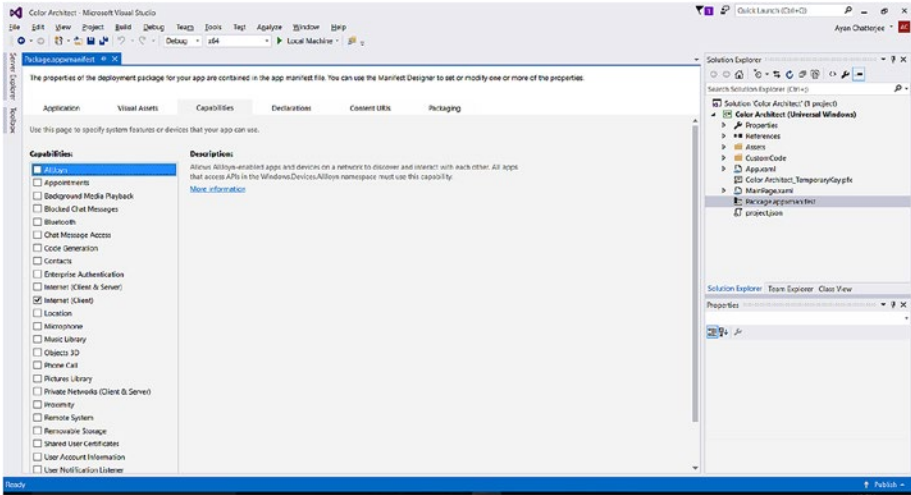 Color Architect - Microsoft Visual Studio
Quick Launch (Ctrl+Q)
File Edit View Project Build Debug Team Tools Test Analyze Window Help
Ayan Chatterjee AC
Debug x64 Local Machine
Server Explorer
Toolbox
Package.appxmanifest
The properties of the deployment package for your app are contained in the app manifest file. You can use the Manifest Designer to set or modify one or more of the properties.
Application Visual Assets Capabilities Declarations Content URIs Packaging
Use this page to specify system features or devices that your app can use.
Capabilities:
AllJoyn
Appointments
Background Media Playback
Blocked Chat Messages
Bluetooth
Chat Message Access
Code Generation
Contacts
Enterprise Authentication
Internet (Client & Server)
Internet (Client)
Location
Microphone
Music Library
Objects 3D
Phone Call
Pictures Library
Private Networks (Client & Server)
Proximity
Remote System
Removable Storage
Shared User Certificates
User Account Information
User Notification Listener
Description:
Allows AllJoyn-enabled apps and devices on a network to discover and interact with each other. All apps
that access APIs in the Windows.Devices.AllJoyn namespace must use this capability.
More information
Solution Explorer
Search Solution Explorer (Ctrl+;)
Solution 'Color Architect' (1 project)
Color Architect (Universal Windows)
Properties
References
Assets
CustomCode
App.xaml
Color Architect_TemporaryKey.pfx
MainPage.xaml
Package.appxmanifest
project.json
Solution Explorer Team Explorer Class View
Properties
Ready
Publish